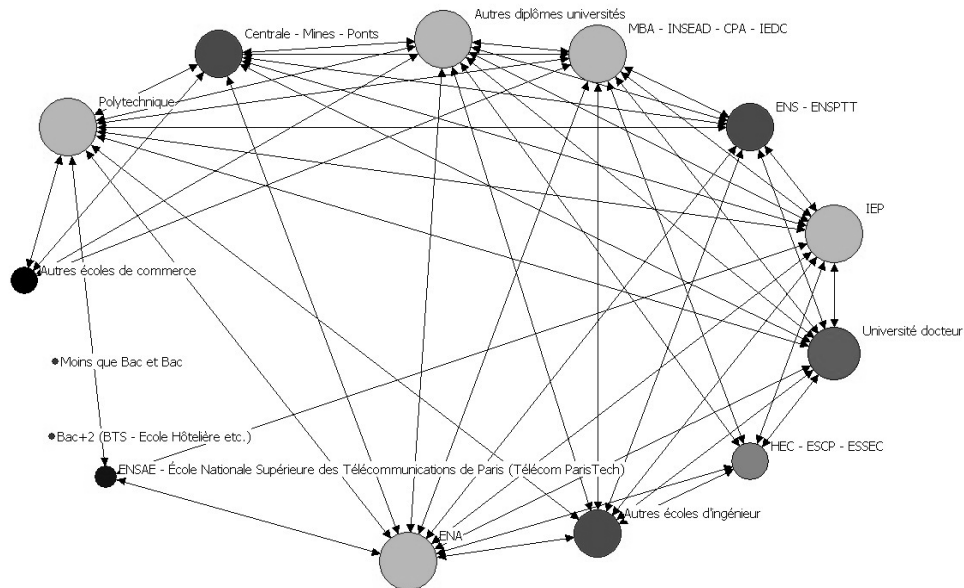 Autres diplômes universités
MBA - INSEAD - CPA - IEDC
Centrale - Mines - Ponts
Polytechnique
ENS - ENSPTT
IEP
Autres écoles de commerce
Université docteur
Moins que Bac et Bac
Bac+2 (BTS - Ecole Hôtelière etc.)
HEC - ESCP - ESSEC
ENSAE - École Nationale Supérieure des Télécommunications de Paris (Télécom ParisTech)
Autres écoles d'ingénieur
ENA